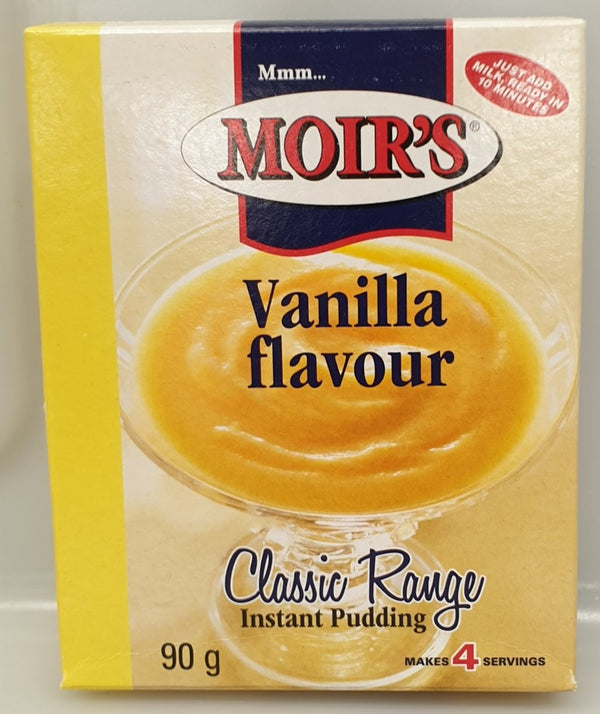 Mmm...
JUST ADD
MILK, READY IN
10 MINUTES
MOIR'S®
Vanilla
flavour
Classic Range
Instant Pudding
90 g
MAKES 4 SERVINGS